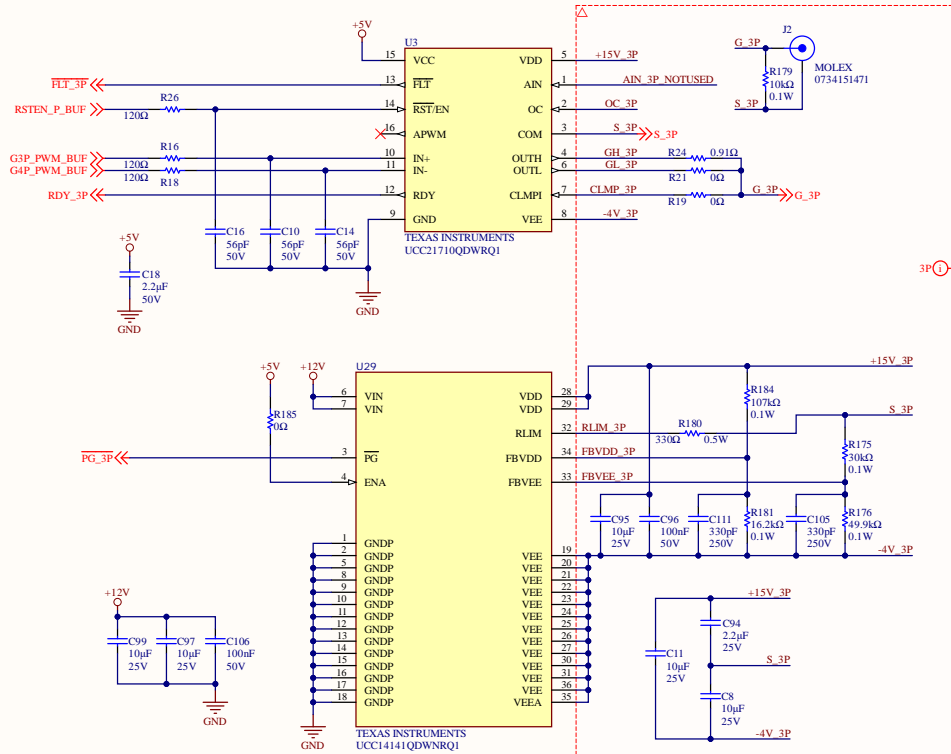 +5V
U3
15 VCC VDD 5 +15V_3P
FLT_3P 13 FLT AIN 1 AIN_3P_NOTUSED
RSTEN_P_BUF R26 120Ω 14 RST/EN OC 2 OC_3P
16 APWM COM 3 S_3P S_3P
G3P_PWM_BUF 120Ω R16 10 IN+ OUTH 4 GH_3P R24 0.91Ω
G4P_PWM_BUF 120Ω R18 11 IN- OUTL 6 GL_3P R21 0Ω
RDY_3P 12 RDY CLMPI 7 CLMP_3P R19 0Ω G_3P G_3P
9 GND VEE 8 -4V_3P
TEXAS INSTRUMENTS
UCC21710QDWRQ1
C16
56pF
50V
C10
56pF
50V
C14
56pF
50V
GND
+5V
C18
2.2µF
50V
GND
J2
G_3P
MOLEX
0734151471
R179
10kΩ
0.1W
S_3P
3P i
U29
+5V
+12V
R185
0Ω
6 VIN VDD 28 +15V_3P
7 VIN VDD 29
RLIM 32 RLIM_3P R180 330Ω 0.5W S_3P
PG_3P 3 PG FBVDD 34 FBVDD_3P
4 ENA FBVEE 33 FBVEE_3P
R184
107kΩ
0.1W
R175
30kΩ
0.1W
C95
10µF
25V
C96
100nF
50V
C111
330pF
250V
R181
16.2kΩ
0.1W
C105
330pF
250V
R176
49.9kΩ
0.1W
1 GNDP VEE 19 -4V_3P
2 GNDP VEE 20
5 GNDP VEE 21
8 GNDP VEE 22
9 GNDP VEE 23
10 GNDP VEE 24
11 GNDP VEE 25
12 GNDP VEE 26
13 GNDP VEE 27
14 GNDP VEE 30
15 GNDP VEE 31
16 GNDP VEE 36
17 GNDP VEEA 35
18 GNDP
GND
TEXAS INSTRUMENTS
UCC14141QDWNRQ1
+12V
C99
10µF
25V
C97
10µF
25V
C106
100nF
50V
GND
+15V_3P
C94
2.2µF
25V
C11
10µF
25V
S_3P
C8
10µF
25V
-4V_3P